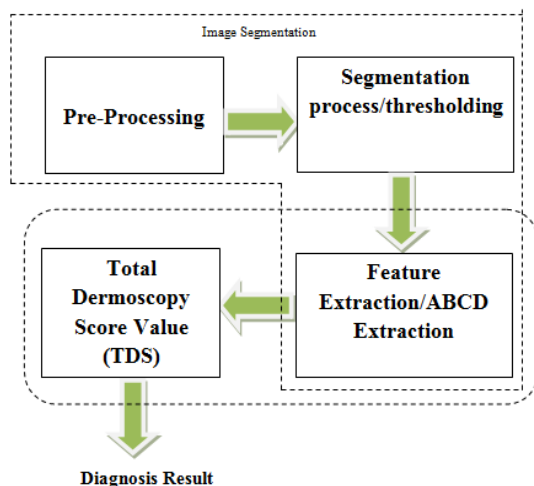 Image Segmentation
Pre-Processing
Segmentation
process/thresholding
Total
Dermoscopy
Score Value
(TDS)
Feature
Extraction/ABCD
Extraction
Diagnosis Result